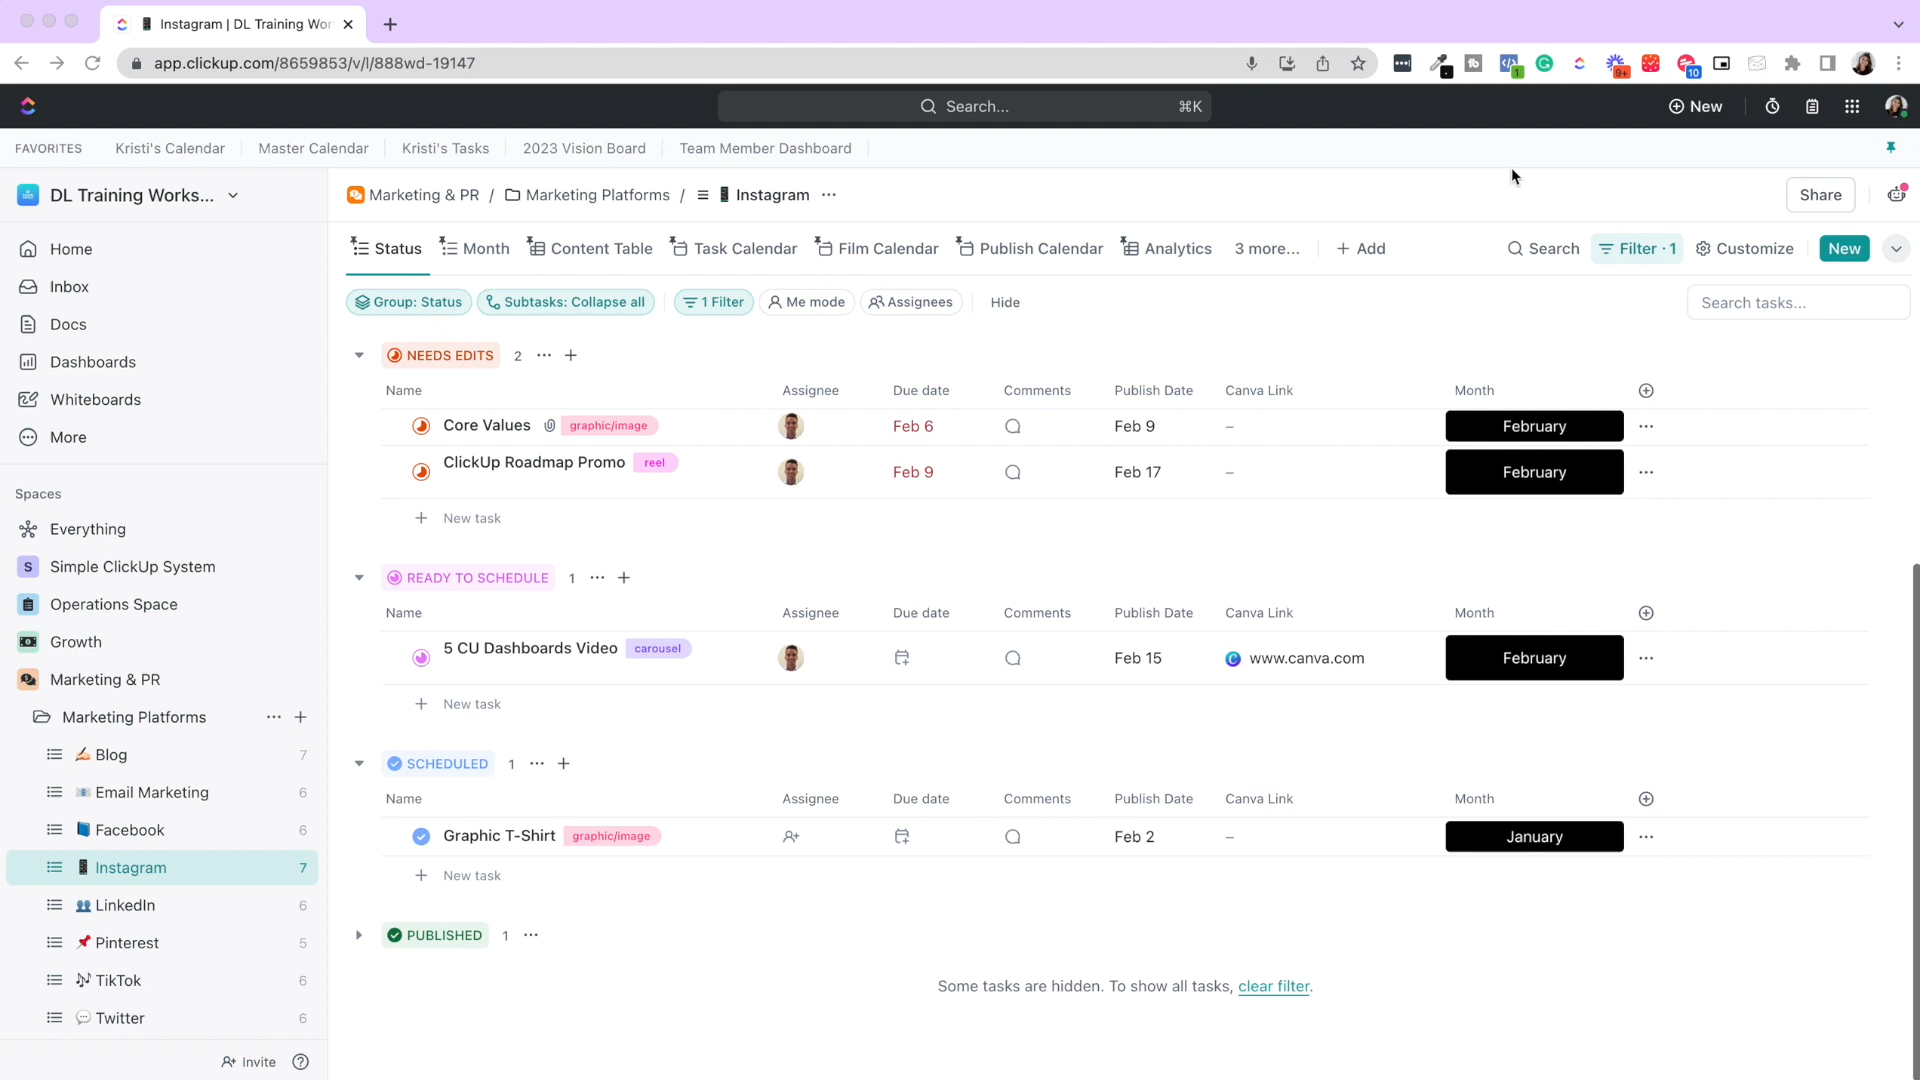 Instagram | DL Training Wor
app.clickup.com/8659853/v/l/888wd-19147
1
9+
10
Search...
⌘K
New
FAVORITES
Kristi's Calendar
Master Calendar
Kristi's Tasks
2023 Vision Board
Team Member Dashboard
DL Training Works...
Marketing & PR / Marketing Platforms / Instagram
Share
Status
Month
Content Table
Task Calendar
Film Calendar
Publish Calendar
Analytics
3 more...
+ Add
Search
Filter · 1
Customize
New
Group: Status
Subtasks: Collapse all
1 Filter
Me mode
Assignees
Hide
Search tasks...
Home
Inbox
Docs
Dashboards
Whiteboards
More
Spaces
Everything
S Simple ClickUp System
Operations Space
Growth
Marketing & PR
Marketing Platforms
Blog 7
Email Marketing 6
Facebook 6
Instagram 7
LinkedIn 6
Pinterest 5
TikTok 6
Twitter 6
Invite
NEEDS EDITS 2
Name Assignee Due date Comments Publish Date Canva Link Month
Core Values graphic/image Feb 6 Feb 9 – February
ClickUp Roadmap Promo reel Feb 9 Feb 17 – February
+ New task
READY TO SCHEDULE 1
Name Assignee Due date Comments Publish Date Canva Link Month
5 CU Dashboards Video carousel Feb 15 www.canva.com February
+ New task
SCHEDULED 1
Name Assignee Due date Comments Publish Date Canva Link Month
Graphic T-Shirt graphic/image Feb 2 – January
+ New task
PUBLISHED 1
Some tasks are hidden. To show all tasks, clear filter.